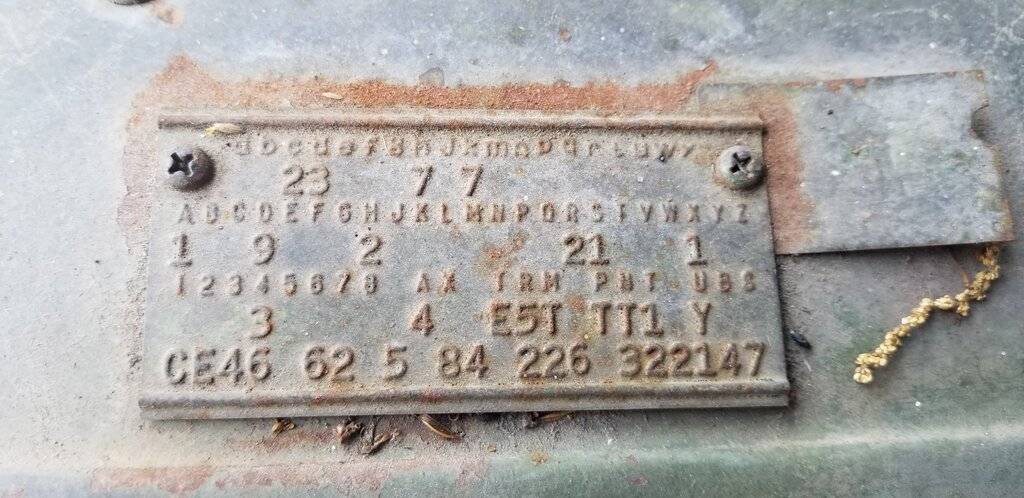 abcdefghJkmnpqrtuwx
23 7 7
ABCDEFGHJKLMNPQRSTVWXYZ
1 9 2 21 1
12345678 AX TRM PNT UBS
3 4 E5T TT1 Y
CE46 62 5 84 226 322147